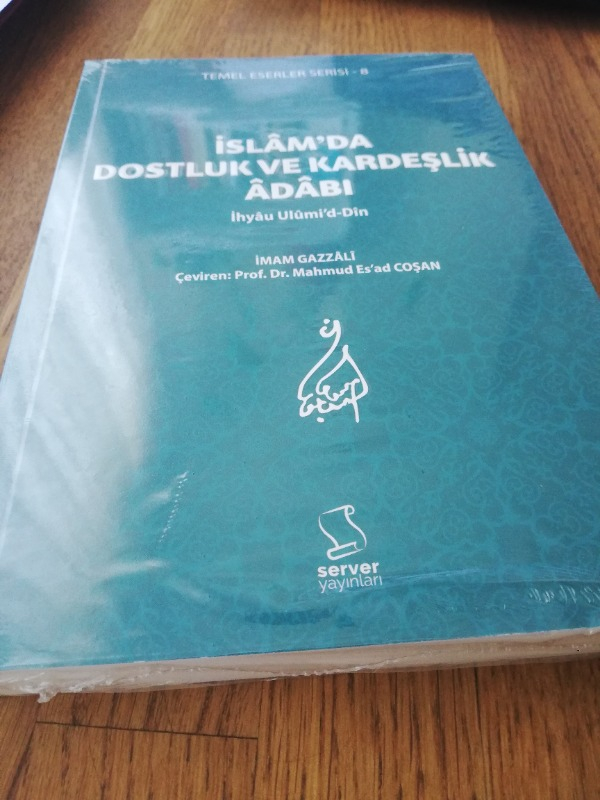 TEMEL ESERLER SERİSİ - 8
İSLÂM'DA
DOSTLUK VE KARDEŞLİK
ÂDÂBI
İhyâu Ulûmi'd-Dîn
İMAM GAZZÂLÎ
Çeviren: Prof. Dr. Mahmud Es'ad COŞAN
server
yayınları